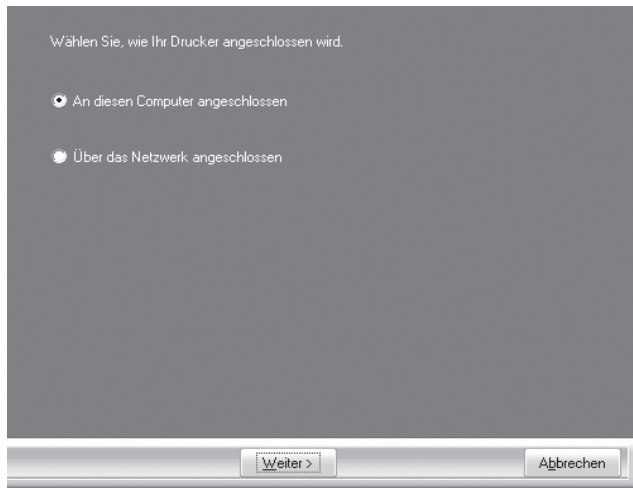 Wählen Sie, wie Ihr Drucker angeschlossen wird.
An diesen Computer angeschlossen
Über das Netzwerk angeschlossen
Weiter >
Abbrechen